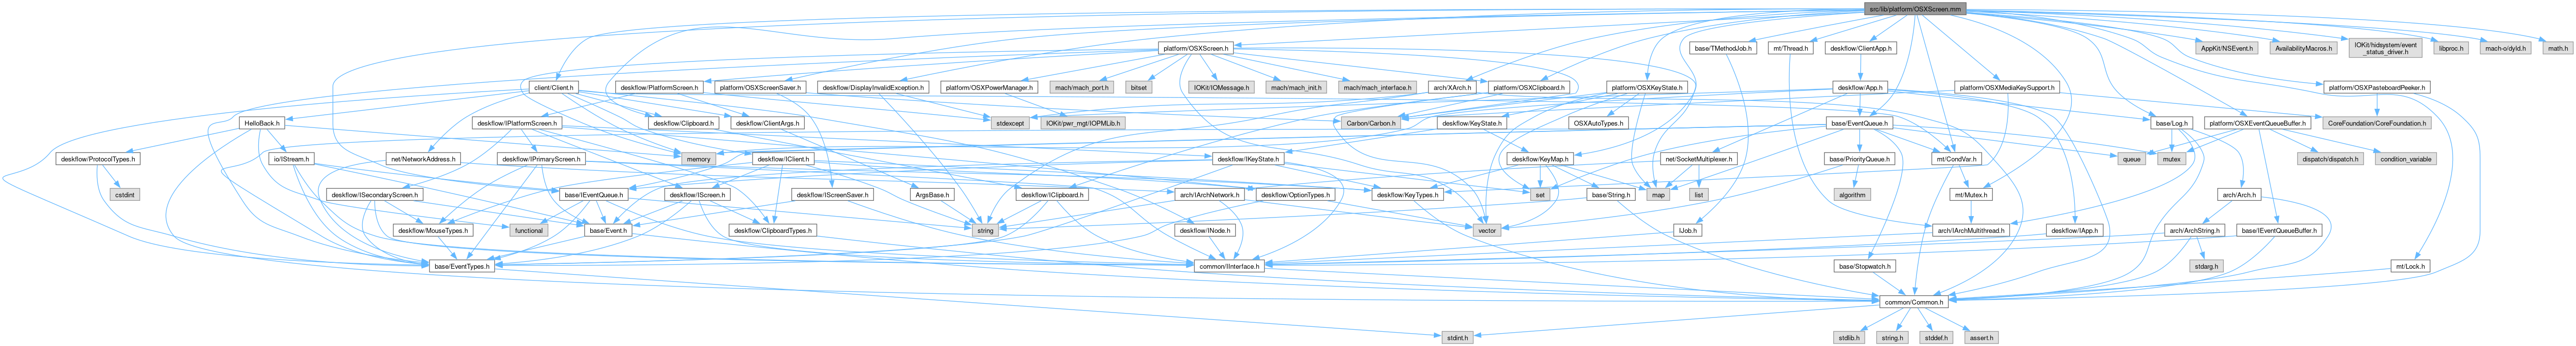 src/lib/platform/OSXScreen.mm
platform/OSXScreen.h
base/TMethodJob.h
mt/Thread.h
deskflow/ClientApp.h
AppKit/NSEvent.h
AvailabilityMacros.h
IOKit/hidsystem/event
_status_driver.h
libproc.h
mach-o/dyld.h
math.h
client/Client.h
deskflow/PlatformScreen.h
platform/OSXScreenSaver.h
deskflow/DisplayInvalidException.h
platform/OSXPowerManager.h
mach/mach_port.h
bitset
IOKit/IOMessage.h
mach/mach_init.h
mach/mach_interface.h
arch/XArch.h
platform/OSXClipboard.h
platform/OSXKeyState.h
deskflow/App.h
platform/OSXMediaKeySupport.h
platform/OSXPasteboardPeeker.h
HelloBack.h
deskflow/IPlatformScreen.h
deskflow/Clipboard.h
deskflow/ClientArgs.h
stdexcept
IOKit/pwr_mgt/IOPMLib.h
Carbon/Carbon.h
deskflow/KeyState.h
OSXAutoTypes.h
base/EventQueue.h
base/Log.h
platform/OSXEventQueueBuffer.h
CoreFoundation/CoreFoundation.h
deskflow/ProtocolTypes.h
io/IStream.h
net/NetworkAddress.h
deskflow/IPrimaryScreen.h
memory
deskflow/IClient.h
deskflow/IKeyState.h
deskflow/KeyMap.h
net/SocketMultiplexer.h
base/PriorityQueue.h
mt/CondVar.h
queue
mutex
dispatch/dispatch.h
condition_variable
cstdint
deskflow/ISecondaryScreen.h
base/IEventQueue.h
deskflow/IScreen.h
deskflow/IScreenSaver.h
ArgsBase.h
deskflow/IClipboard.h
arch/IArchNetwork.h
deskflow/OptionTypes.h
deskflow/KeyTypes.h
set
base/String.h
map
list
algorithm
mt/Mutex.h
arch/Arch.h
deskflow/MouseTypes.h
functional
base/Event.h
deskflow/ClipboardTypes.h
string
deskflow/INode.h
vector
IJob.h
arch/IArchMultithread.h
deskflow/IApp.h
arch/ArchString.h
base/IEventQueueBuffer.h
base/EventTypes.h
common/IInterface.h
base/Stopwatch.h
stdarg.h
mt/Lock.h
common/Common.h
stdint.h
stdlib.h
string.h
stddef.h
assert.h